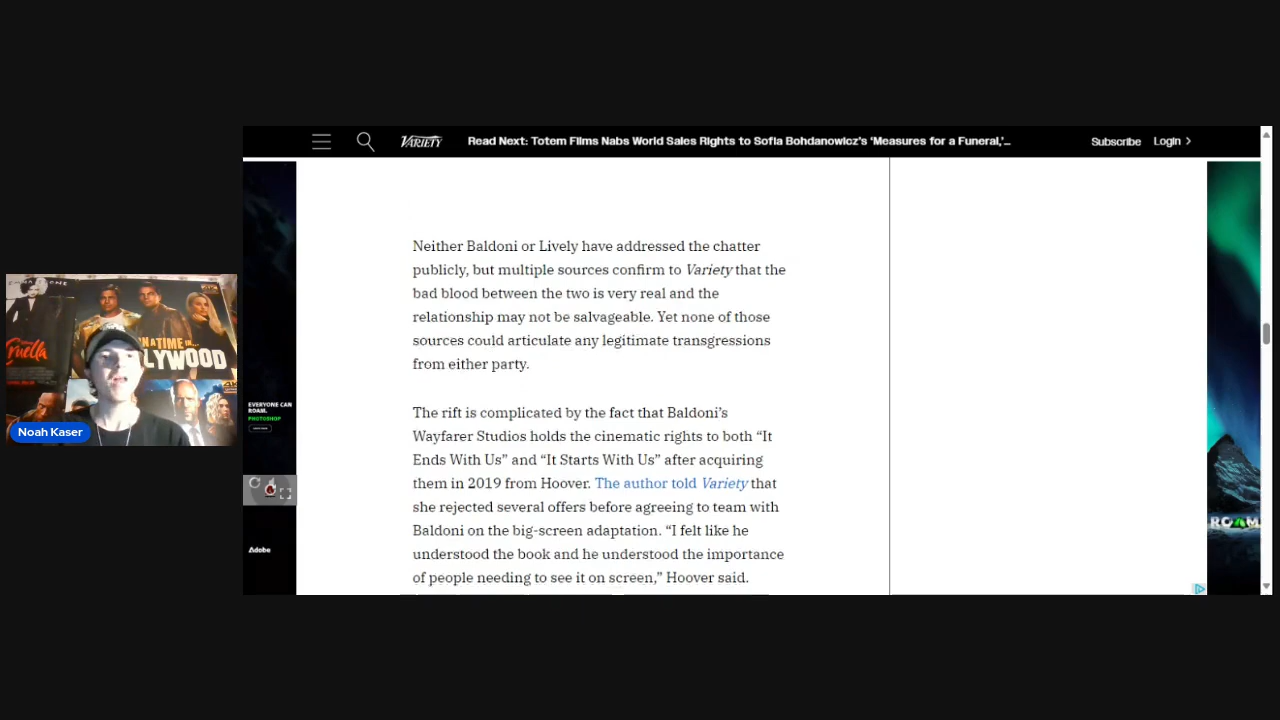 VARIETY
Read Next: Totem Films Nabs World Sales Rights to Sofia Bohdanowicz's 'Measures for a Funeral,'...
Subscribe
Login
Neither Baldoni or Lively have addressed the chatter
publicly, but multiple sources confirm to Variety that the
bad blood between the two is very real and the
relationship may not be salvageable. Yet none of those
sources could articulate any legitimate transgressions
from either party.
The rift is complicated by the fact that Baldoni's
Wayfarer Studios holds the cinematic rights to both “It
Ends With Us” and “It Starts With Us” after acquiring
them in 2019 from Hoover. The author told Variety that
she rejected several offers before agreeing to team with
Baldoni on the big-screen adaptation. “I felt like he
understood the book and he understood the importance
of people needing to see it on screen,” Hoover said.
EVERYONE CAN
ROAM.
PHOTOSHOP
Adobe
ROAM
Cruella
N A TIME IN...
LYWOOD
Noah Kaser